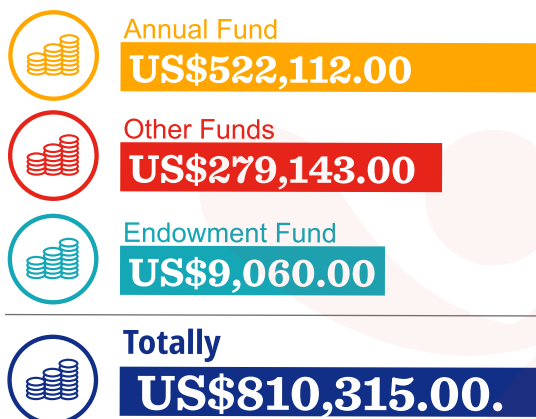 Annual Fund
US$522,112.00
Other Funds
US$279,143.00
Endowment Fund
US$9,060.00
Totally
US$810,315.00.